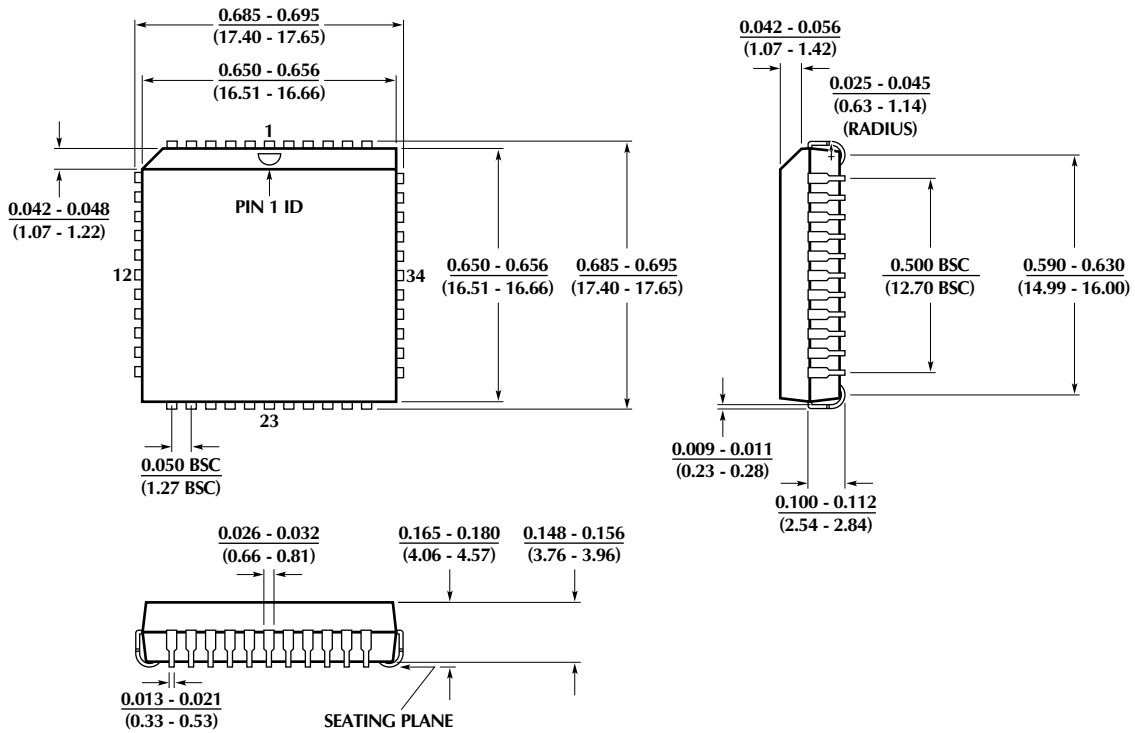 0.685 - 0.695
(17.40 - 17.65)
0.650 - 0.656
(16.51 - 16.66)
1
PIN 1 ID
0.042 - 0.048
(1.07 - 1.22)
12
34
0.650 - 0.656
(16.51 - 16.66)
0.685 - 0.695
(17.40 - 17.65)
23
0.050 BSC
(1.27 BSC)
0.042 - 0.056
(1.07 - 1.42)
0.025 - 0.045
(0.63 - 1.14)
(RADIUS)
0.500 BSC
(12.70 BSC)
0.590 - 0.630
(14.99 - 16.00)
0.009 - 0.011
(0.23 - 0.28)
0.100 - 0.112
(2.54 - 2.84)
0.026 - 0.032
(0.66 - 0.81)
0.165 - 0.180
(4.06 - 4.57)
0.148 - 0.156
(3.76 - 3.96)
0.013 - 0.021
(0.33 - 0.53)
SEATING PLANE